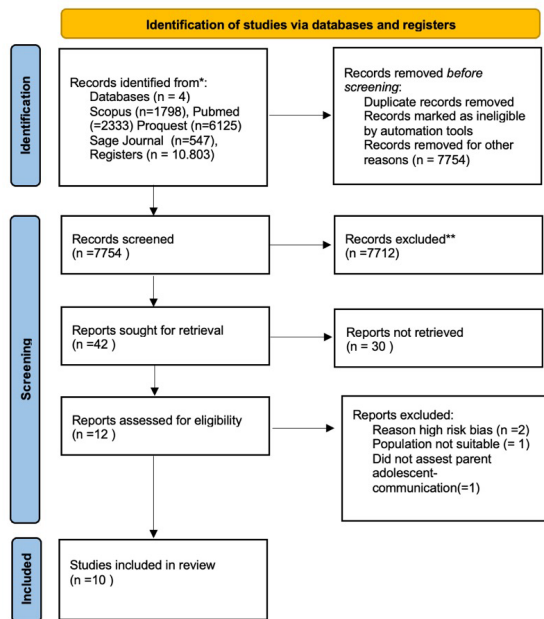 Identification of studies via databases and registers
Identification
Records identified from*:
Databases (n = 4)
Scopus (n=1798), Pubmed
(=2333) Proquest (n=6125)
Sage Journal (n=547),
Registers (n = 10.803)
Records removed before
screening:
Duplicate records removed
Records marked as ineligible
by automation tools
Records removed for other
reasons (n = 7754)
Screening
Records screened
(n =7754 )
Records excluded**
(n =7712)
Reports sought for retrieval
(n =42 )
Reports not retrieved
(n = 30 )
Reports assessed for eligibility
(n =12 )
Reports excluded:
Reason high risk bias (n =2)
Population not suitable (= 1)
Did not assest parent
adolescent-
communication(=1)
Included
Studies included in review
(n =10 )